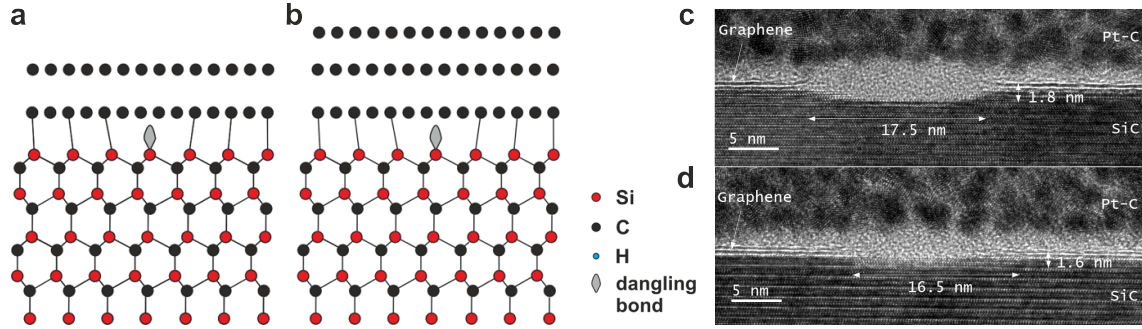 a
b
Si
C
H
dangling
bond
c
Graphene
Pt-C
1.8 nm
17.5 nm
SiC
5 nm
d
Graphene
Pt-C
1.6 nm
16.5 nm
SiC
5 nm